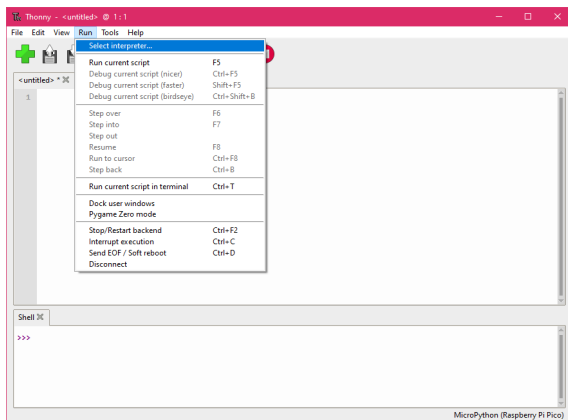 Thonny - <untitled> @ 1:1
File Edit View Run Tools Help
Select interpreter...
Run current script F5
Debug current script (nicer) Ctrl+F5
Debug current script (faster) Shift+F5
Debug current script (birdseye) Ctrl+Shift+B
Step over F6
Step into F7
Step out
Resume F8
Run to cursor Ctrl+F8
Step back Ctrl+B
Run current script in terminal Ctrl+T
Dock user windows
Pygame Zero mode
Stop/Restart backend Ctrl+F2
Interrupt execution Ctrl+C
Send EOF / Soft reboot Ctrl+D
Disconnect
<untitled> *
1
Shell
>>>
MicroPython (Raspberry Pi Pico)